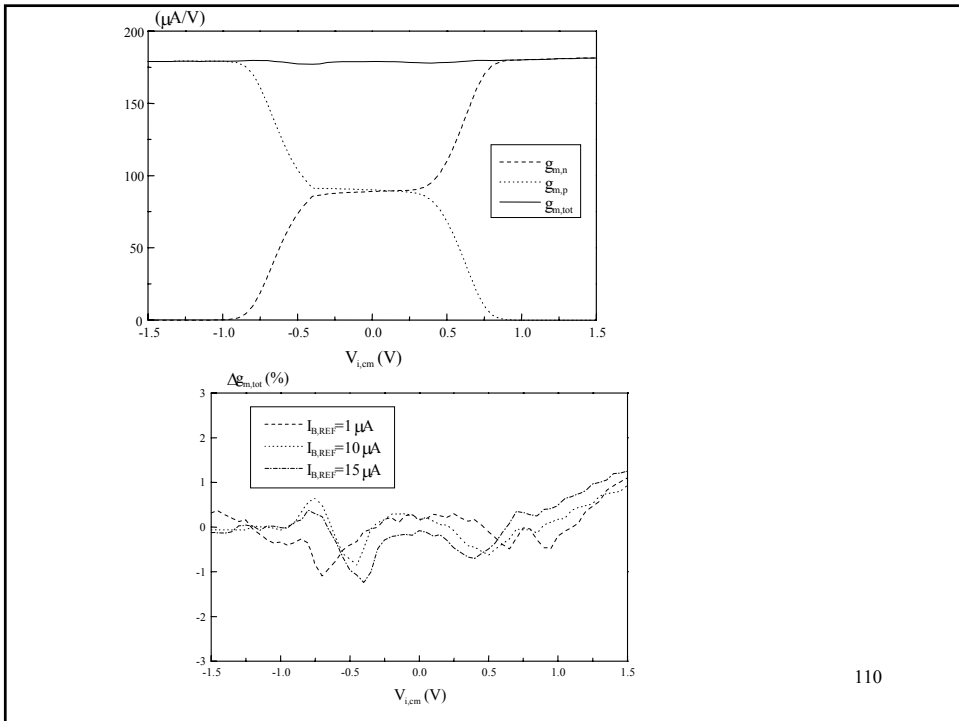 (μA/V)
200
150
100
50
0
g_m,n
g_m,p
g_m,tot
-1.5 -1.0 -0.5 0.0 0.5 1.0 1.5
V_i,cm (V)
Δg_m,tot (%)
3
2
1
0
-1
-2
-3
I_B,REF=1 μA
I_B,REF=10 μA
I_B,REF=15 μA
-1.5 -1.0 -0.5 0.0 0.5 1.0 1.5
V_i,cm (V)
110